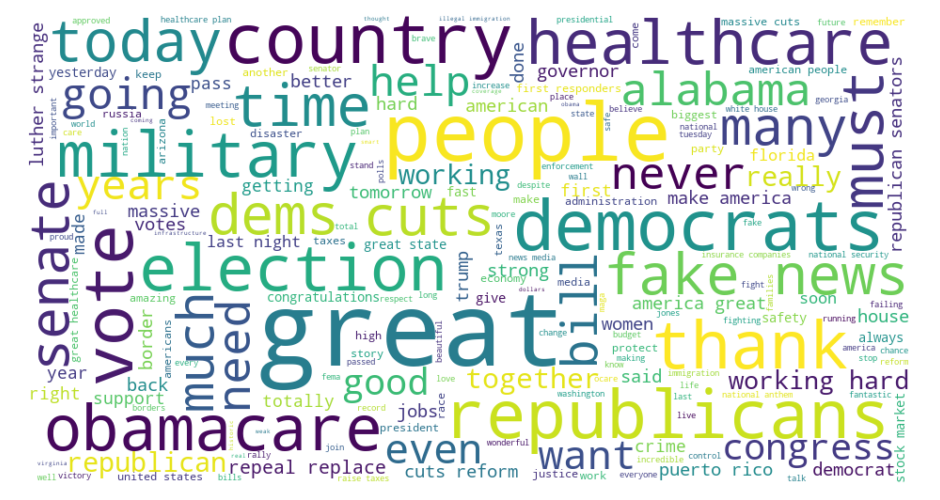 approved
healthcare plan
thought
illegal immigration
presidential
massive cuts
future
remember
today
country
healthcare
brave
come
done
luther strange
yesterday
keep
another
senator
increase
governor
american people
republican senators
important
going
pass
better
help
coverage
first responders
alabama
russia
time
hard
american
place
biggest
white house
georgia
world
coming
meeting
obama
state
safe
believe
many
must
lost
people
national
tuesday
care
nation
arizona
disaster
plan
party
military
stand
polls
never
florida
smart
enforcement
wall
wrong
years
getting
working
first
administration
really
tomorrow
fast
despite
make
make america
senate
vote
made
massive
votes
dems
cuts
moore
democrats
full
proud
total
fake
infrastructure
last night
taxes
great state
texas
news media
insurance companies
national security
great healthcare
border
election
trump
strong
economy
bill
media
fake news
fight
amazing
congratulations
respect
long
dollars
give
maga
families
america great
soon
failing
much
need
great
jones
fighting
safety
running
house
americans
high
beautiful
change
women
budget
protect
thank
always
every
story
passed
making
know
america
chance
year
back
fema
love
together
bcare
said
immigration
stop
reform
right
support
totally
good
washington
life
last
working hard
fantastic
borders
record
jobs
race
republicans
live
national anthem
obamacare
president
crime
control
congress
stock market
victoria
weak
join
even
wonderful
want
incredible
virginia
republican
real
rally
repeal replace
cuts reform
justice
work
everyone
puerto rico
talk
democrat
well
victory
united states
bills
raise taxes